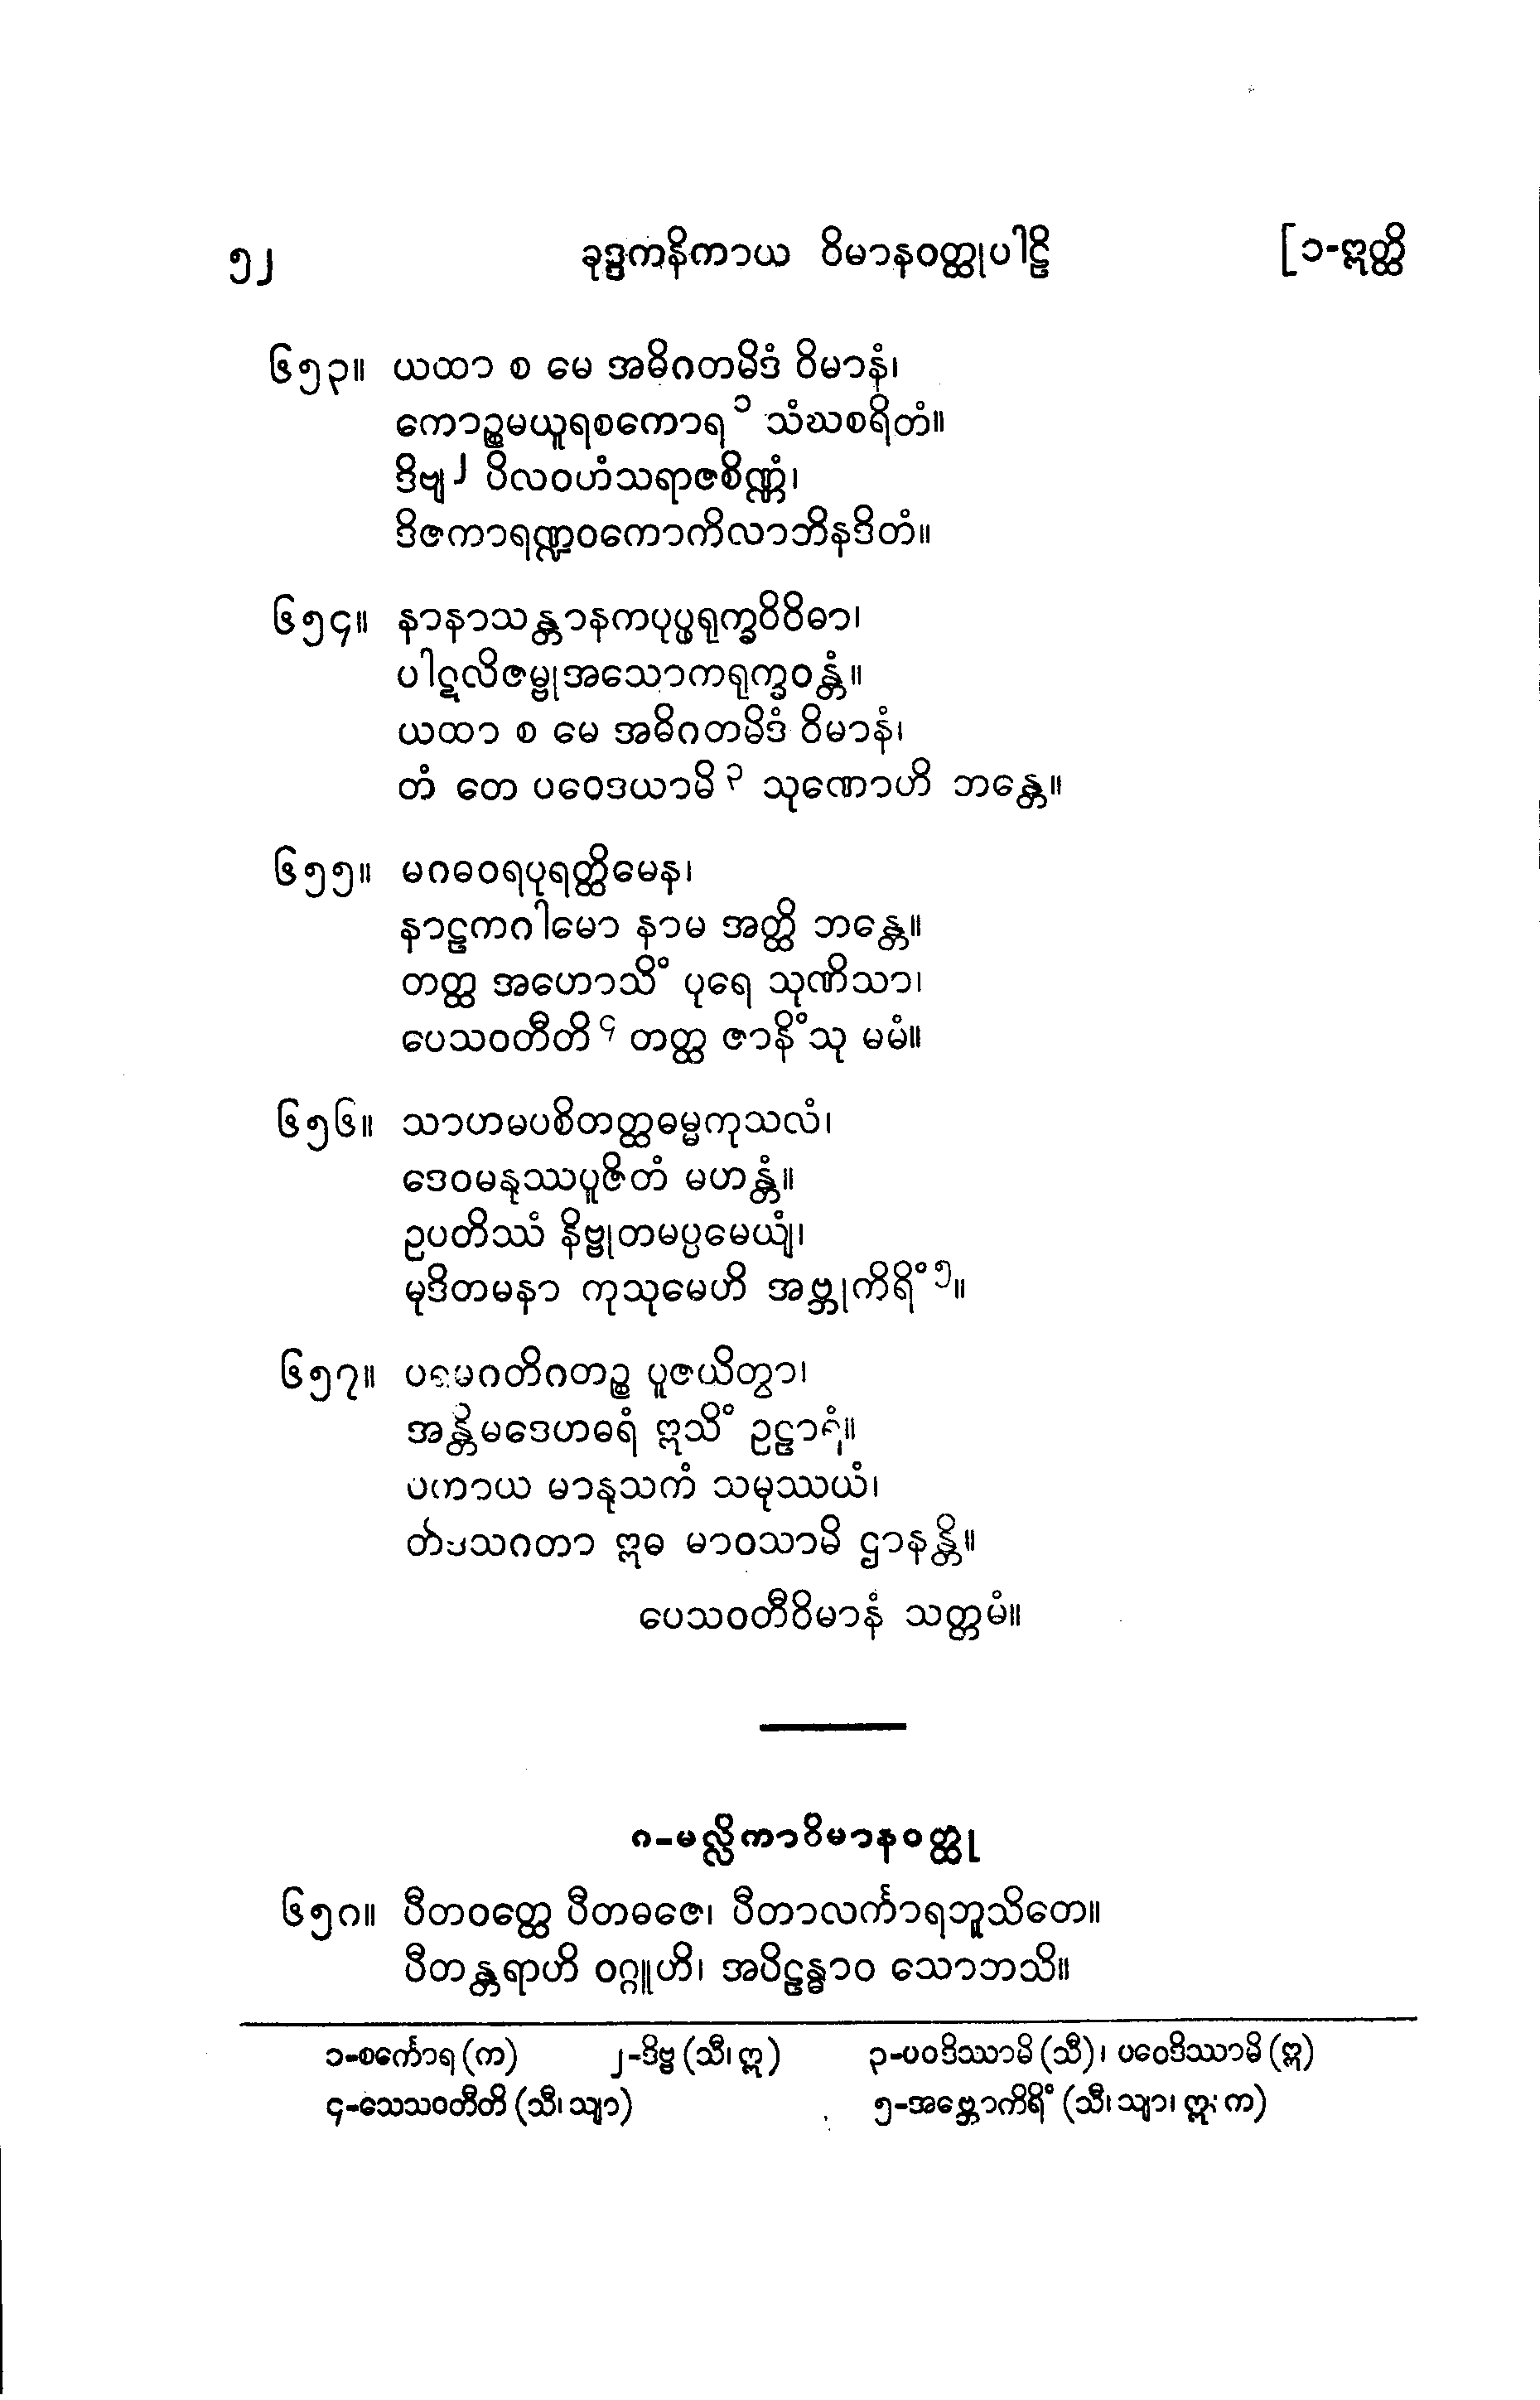 ၅၂ ခုဒ္ဒကနိကာယ ဝိမာနဝတ္ထုပါဠိ [၁-ဣတ္ထိ
၆၅၃။ ယထာ စ မေ အဓိဂတမိဒံ ဝိမာနံ၊
ကောဉ္စမယူရစကောရ ၁ သံဃစရိတံ။
ဒိဗျ ၂ ပိလဝဟံသရာဇစိဏ္ဏံ၊
ဒိဇကာရဏ္ဍဝကောကိလာဘိနဒိတံ။
၆၅၄။ နာနာသန္တာနကပုပ္ဖရုက္ခဝိဝိဓာ၊
ပါဋလိဇမ္ဗုအသောကရုက္ခဝန္တံ။
ယထာ စ မေ အဓိဂတမိဒံ ဝိမာနံ၊
တံ တေ ပဝေဒယာမိ ၃ သုဏောဟိ ဘန္တေ။
၆၅၅။ မဂဓဝရပုရတ္ထိမေန၊
နာဠကဂါမော နာမ အတ္ထိ ဘန္တေ။
တတ္ထ အဟောသိံ ပုရေ သုဏိသာ၊
ပေသဝတီတိ ၄ တတ္ထ ဇာနိံသု မမံ။
၆၅၆။ သာဟမပစိတတ္ထဓမ္မကုသလံ၊
ဒေဝမနုဿပူဇိတံ မဟန္တံ။
ဥပတိဿံ နိဗ္ဗုတမပ္ပမေယျံ၊
မုဒိတမနာ ကုသုမေဟိ အဗ္ဘုကိရိံ ၅။
၆၅၇။ ပရမဂတိဂတဉ္စ ပူဇယိတွာ၊
အန္တိမဒေဟဓရံ ဣသိံ ဥဠာရံ။
ပဟာယ မာနုသကံ သမုဿယံ၊
တိဒသဂတာ ဣဓ မာဝသာမိ ဌာနန္တိ။
ပေသဝတီဝိမာနံ သတ္တမံ။
၈-မလ္လိကာဝိမာနဝတ္ထု
၆၅၈။ ပီတဝတ္ထေ ပီတဓဇေ၊ ပီတာလင်္ကာရဘူသိတေ။
ပီတန္တရာဟိ ဝဂ္ဂူဟိ၊ အပိဠန္ဓာဝ သောဘသိ။
၁-စင်္ကောရ (က) ၂-ဒိဗ္ဗ (သီ၊ ဣ) ၃-ပဝဒိဿာမိ (သီ)၊ ပဝေဒိဿာမိ (ဣ)
၄-သေသဝတီတိ (သီ၊ သျာ) ၅-အဗ္ဘောကိရိံ (သီ၊ သျာ၊ ဣ၊ က)